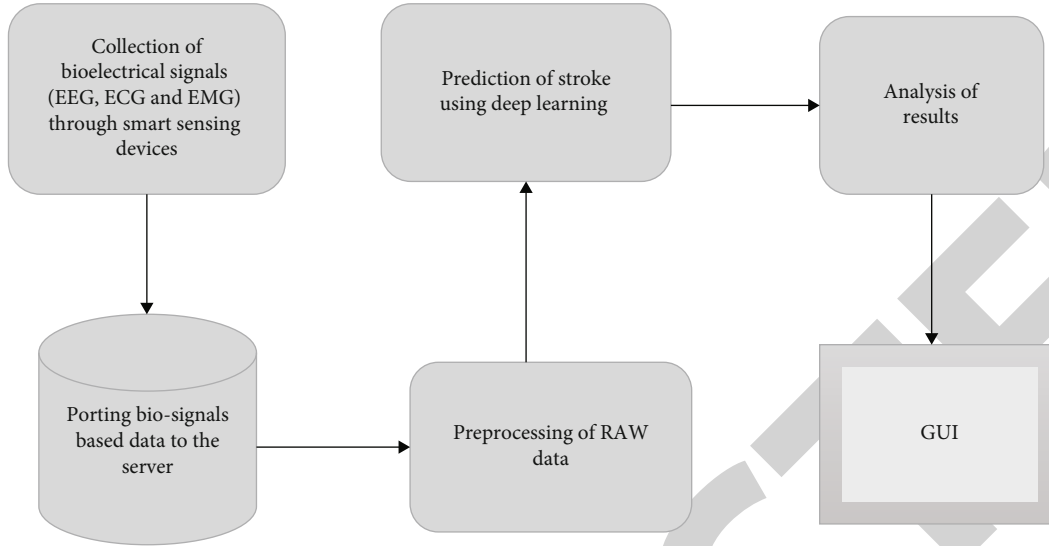 Collection of
bioelectrical signals
(EEG, ECG and EMG)
through smart sensing
devices
Porting bio-signals
based data to the
server
Preprocessing of RAW
data
Prediction of stroke
using deep learning
Analysis of
results
GUI